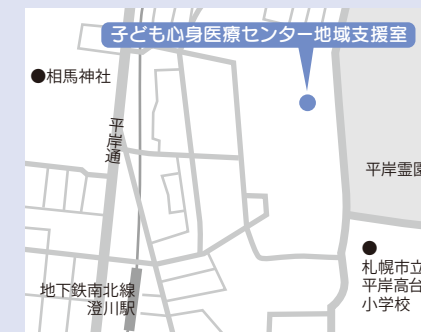 子ども心身医療センター地域支援室
●相馬神社
平岸通
平岸霊園
●
札幌市立
平岸高台
小学校
地下鉄南北線
澄川駅